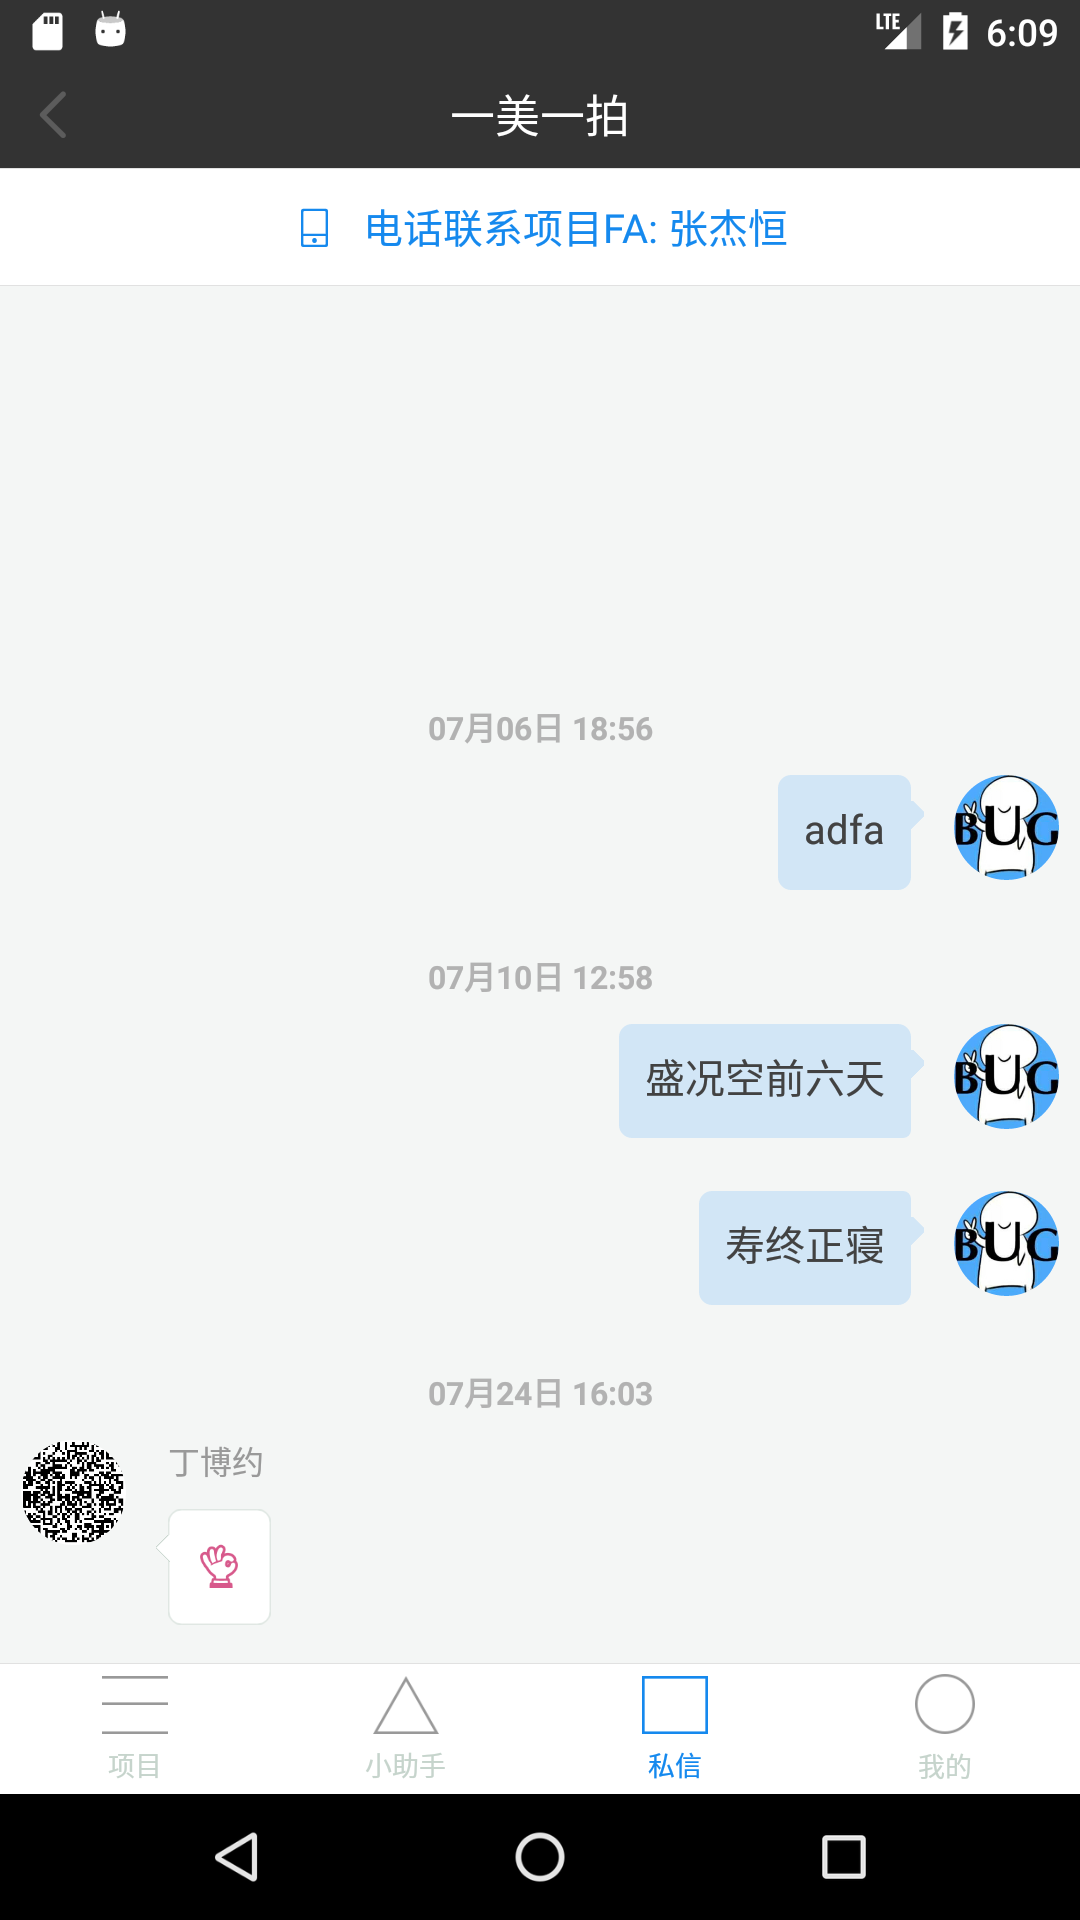 LTE 6:09
一美一拍
电话联系项目FA: 张杰恒
07月06日 18:56
adfa
BUG
07月10日 12:58
盛况空前六天
BUG
寿终正寝
BUG
07月24日 16:03
丁博约
项目 小助手 私信 我的